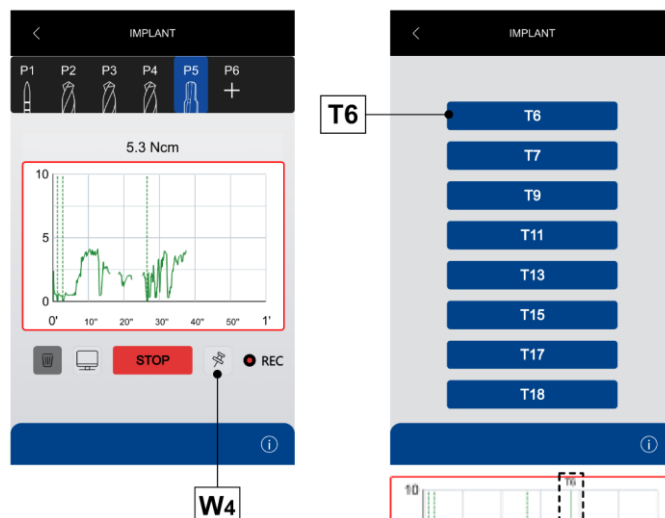 IMPLANT
P1 P2 P3 P4 P5 P6
5.3 Ncm
10
5
0
0' 10" 20" 30" 40" 50" 1'
STOP
REC
W4
IMPLANT
T6
T6
T7
T9
T11
T13
T15
T17
T18
10
T6